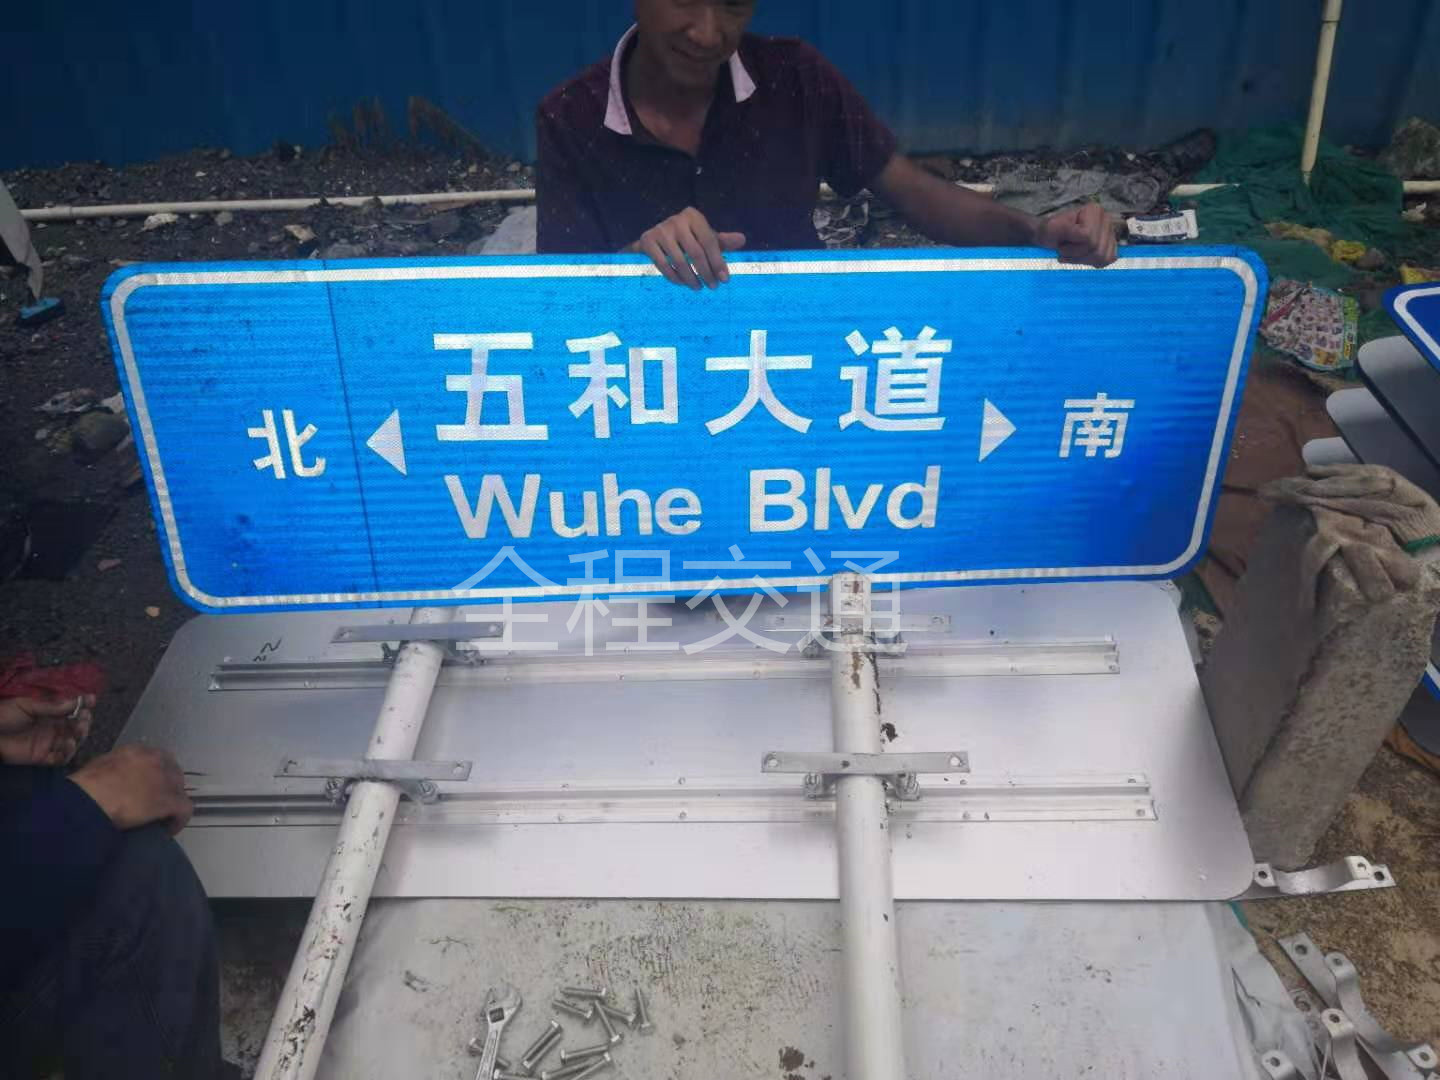 五和大道
北 ◀ ▶ 南
Wuhe Blvd
全程交通